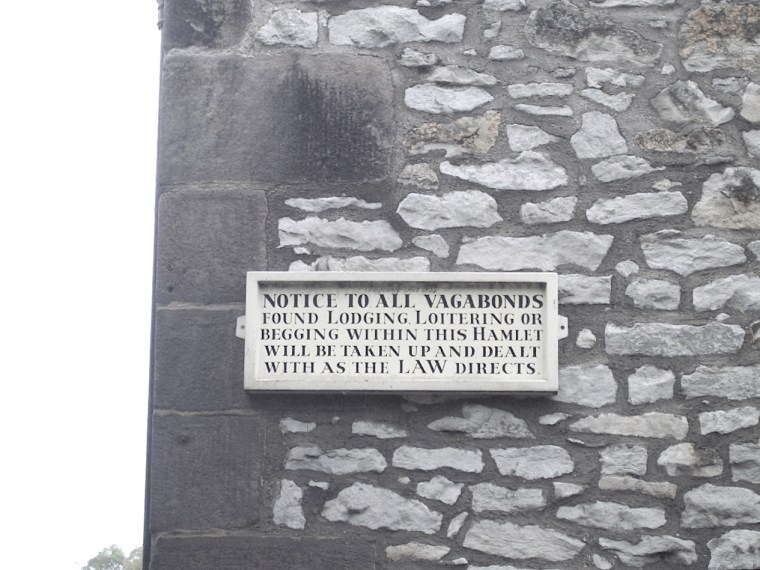 NOTICE TO ALL VAGABONDS
FOUND LODGING, LOITERING OR
BEGGING WITHIN THIS HAMLET
WILL BE TAKEN UP AND DEALT
WITH AS THE LAW DIRECTS.